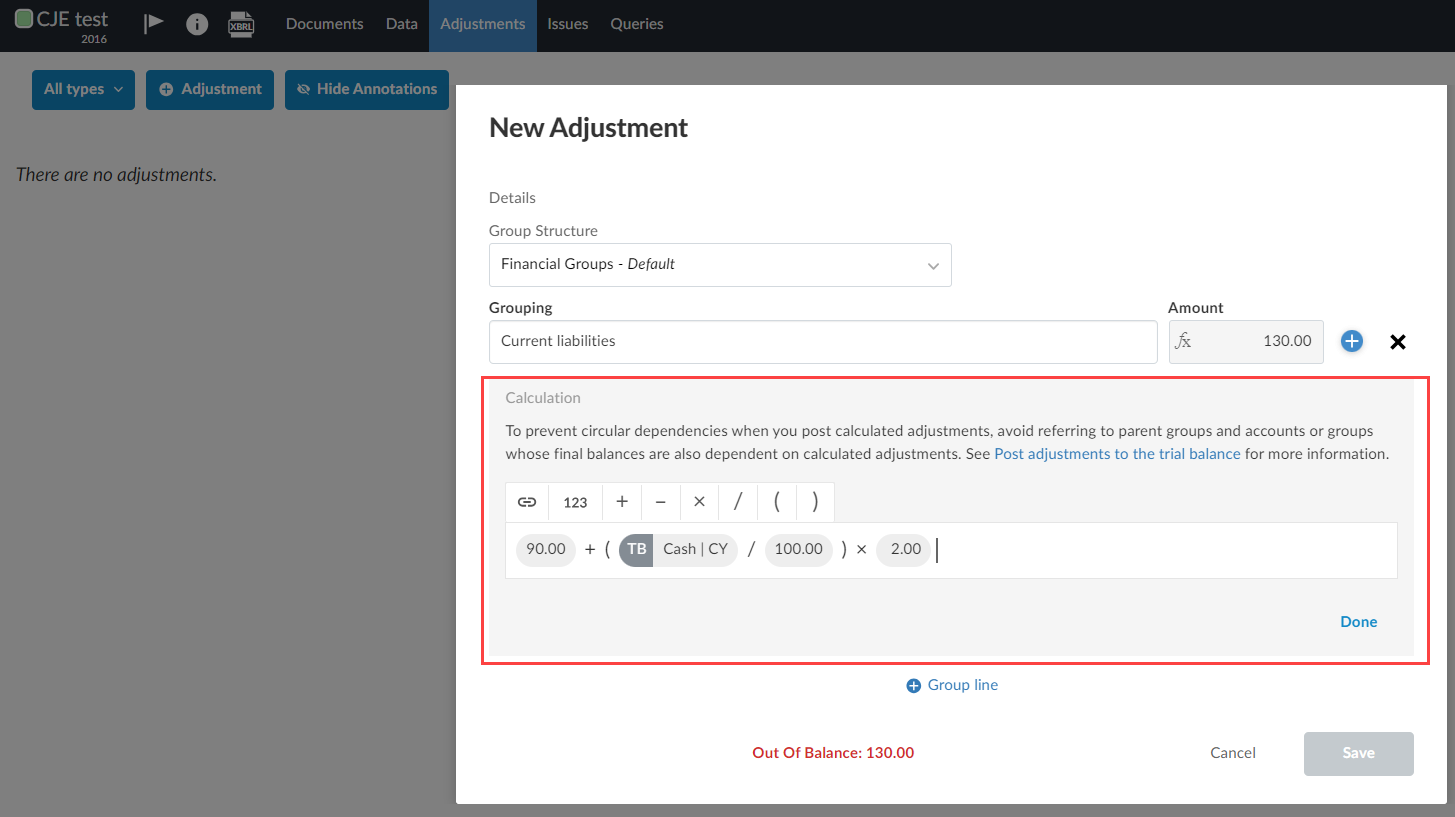 CJE test
2016
XBRL
Documents Data Adjustments Issues Queries
All types Adjustment Hide Annotations
There are no adjustments.
New Adjustment
Details
Group Structure
Financial Groups - Default
Grouping Amount
Current liabilities fx 130.00
Calculation
To prevent circular dependencies when you post calculated adjustments, avoid referring to parent groups and accounts or groups
whose final balances are also dependent on calculated adjustments. See Post adjustments to the trial balance for more information.
123 + − × / ( )
90.00 + ( TB Cash | CY / 100.00 ) × 2.00
Done
Group line
Out Of Balance: 130.00 Cancel Save